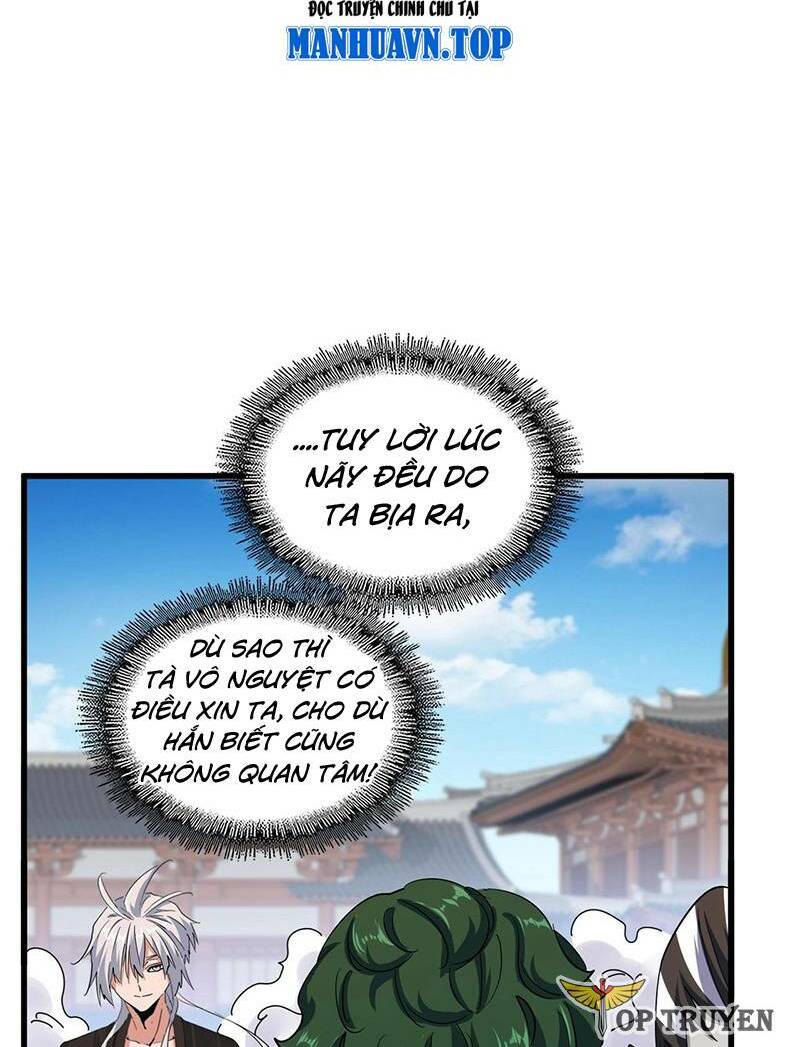 ĐỌC TRUYỆN CHÍNH CHỦ TẠI
MANHUAVN.TOP
....TUY LỜI LÚC
NÃY ĐỀU DO
TA BỊA RA,
DÙ SAO THÌ
TÀ VÔ NGUYỆT CÓ
ĐIỀU XIN TA, CHO DÙ
HẮN BIẾT CŨNG
KHÔNG QUAN TÂM!
TOP TRUYEN